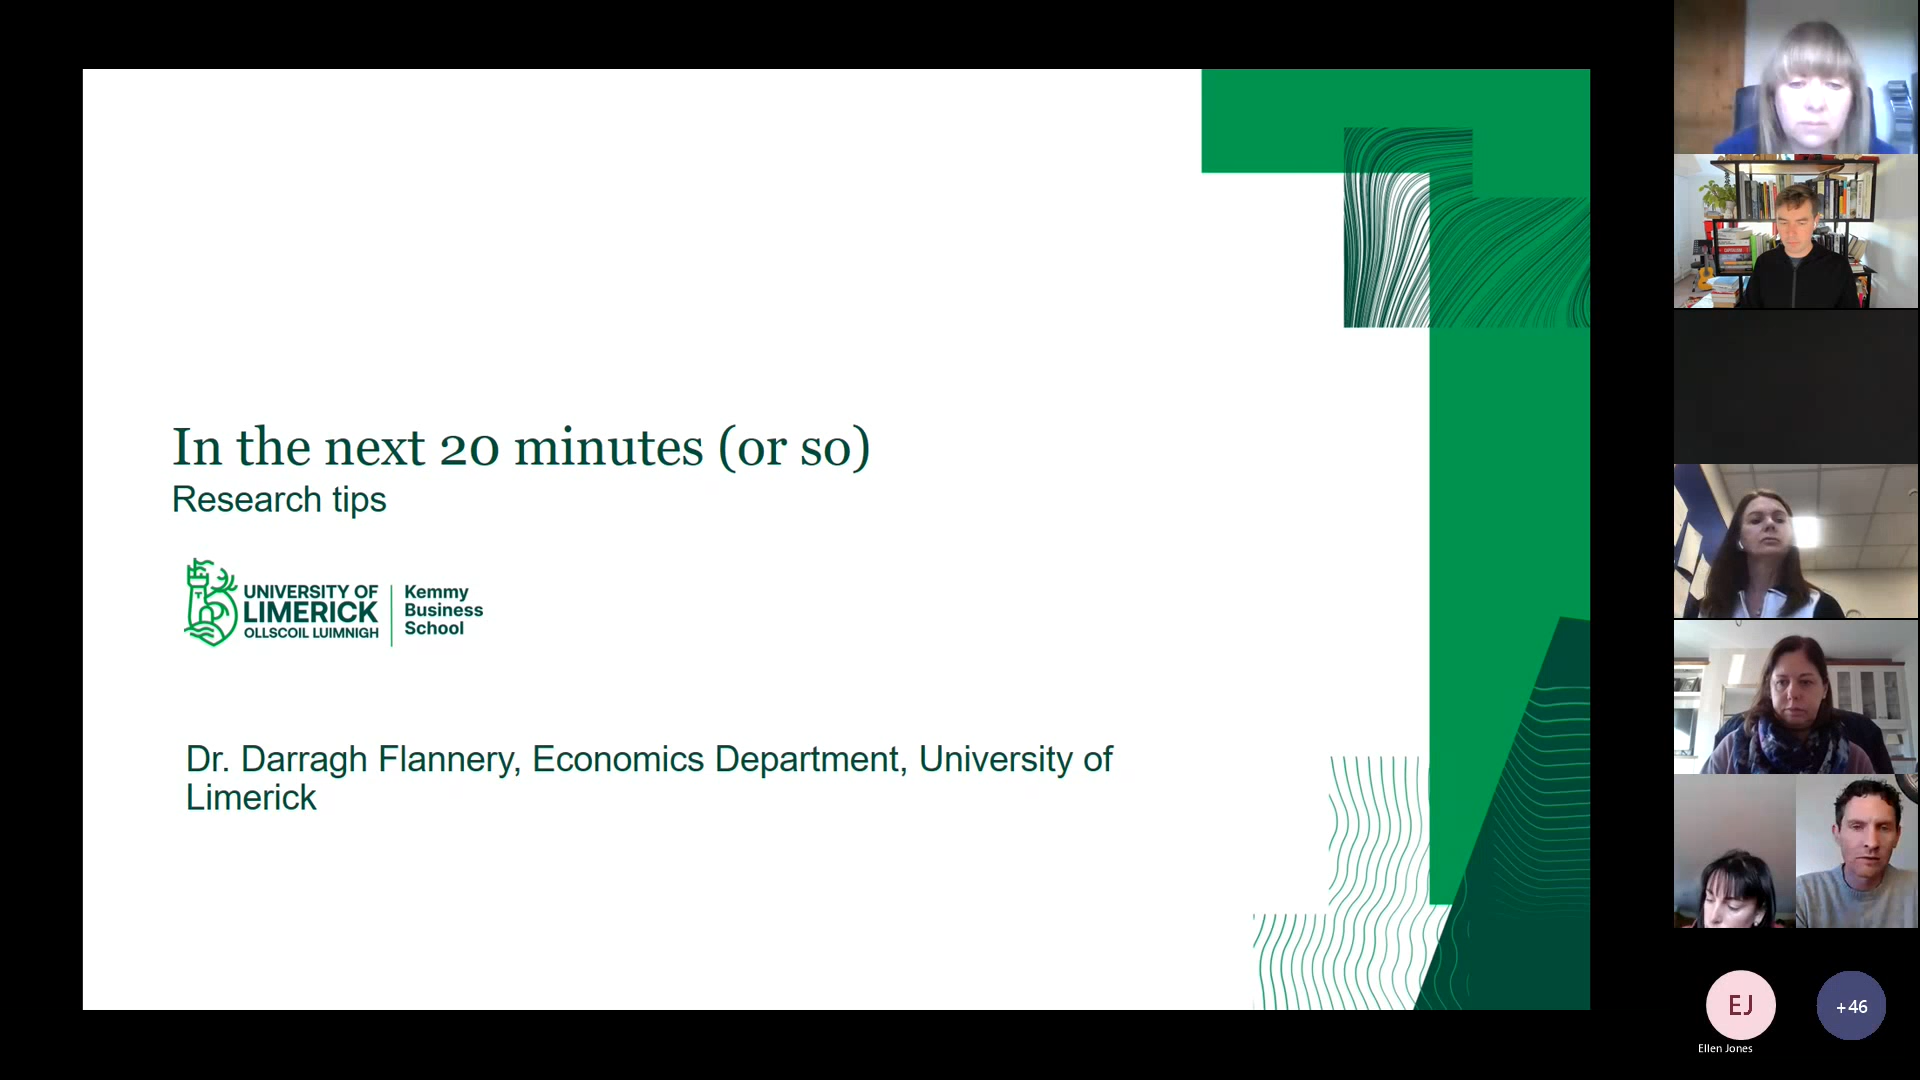 In the next 20 minutes (or so)
Research tips
UNIVERSITY OF
LIMERICK
OLLSCOIL LUIMNIGH
Kemmy
Business
School
Dr. Darragh Flannery, Economics Department, University of
Limerick
EJ
+46
Ellen Jones